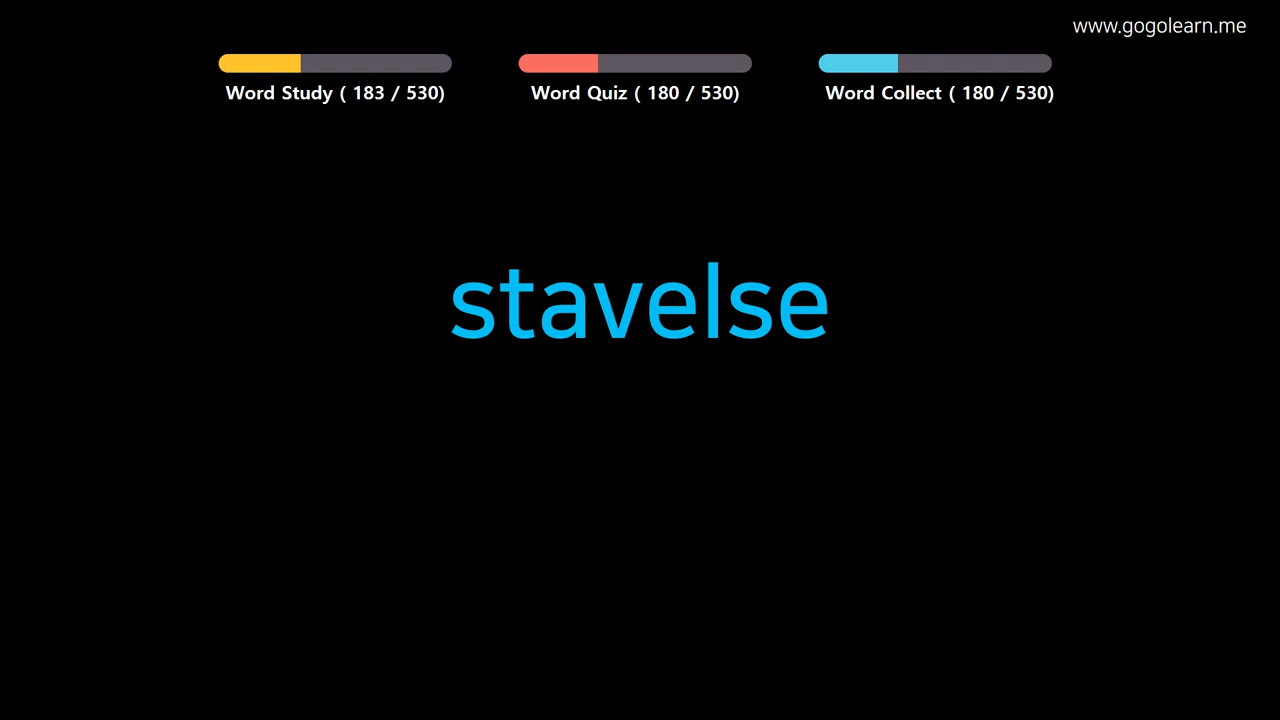 www.gogolearn.me
Word Study ( 183 / 530)
Word Quiz ( 180 / 530)
Word Collect ( 180 / 530)
stavelse